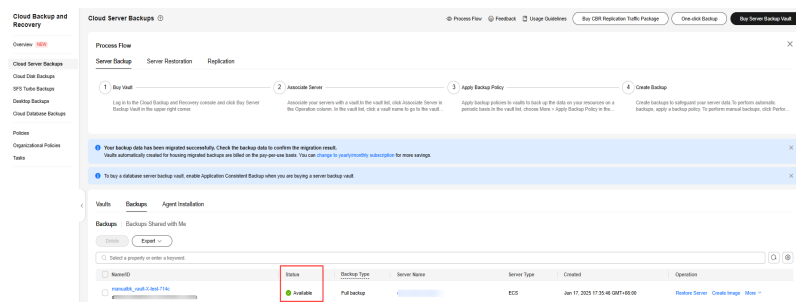 Cloud Backup and
Recovery
Overview NEW
Cloud Server Backups
Cloud Disk Backups
SFS Turbo Backups
Desktop Backups
Cloud Database Backups
Policies
Organizational Policies
Tasks
Cloud Server Backups
Process Flow
Feedback
Usage Guidelines
Buy CBR Replication Traffic Package
One-click Backup
Buy Server Backup Vault
Process Flow
Server Backup Server Restoration Replication
1 Buy Vault
Log in to the Cloud Backup and Recovery console and click Buy Server
Backup Vault in the upper right corner.
2 Associate Server
Associate your servers with a vault.In the vault list, click Associate Server in
the Operation column. In the vault list, click a vault name to go to the vault...
3 Apply Backup Policy
Apply backup policies to vaults to back up the data on your resources on a
periodic basis.In the vault list, choose More > Apply Backup Policy in the...
4 Create Backup
Create backups to safeguard your server data.To perform automatic
backups, apply a backup policy. To perform manual backups, click Perfor...
Your backup data has been migrated successfully. Check the backup data to confirm the migration result.
Vaults automatically created for housing migrated backups are billed on the pay-per-use basis. You can change to yearly/monthly subscription for more savings.
To buy a database server backup vault, enable Application Consistent Backup when you are buying a server backup vault.
Vaults Backups Agent Installation
Backups Backups Shared with Me
Delete Export
Select a property or enter a keyword.
Name/ID Status Backup Type Server Name Server Type Created Operation
manualbk_vault-X-test-714c
Available Full backup ECS Jun 17, 2025 17:35:48 GMT+08:00 Restore Server Create Image More